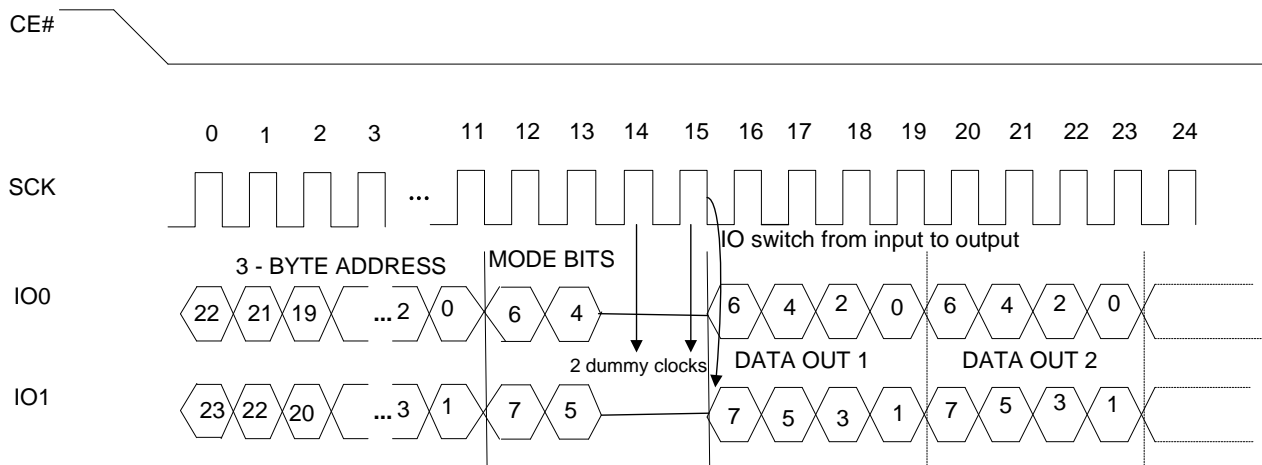 CE#
0 1 2 3 11 12 13 14 15 16 17 18 19 20 21 22 23 24
SCK
...
IO switch from input to output
3 - BYTE ADDRESS
MODE BITS
IO0
22 21 19 ... 2 0 6 4 6 4 2 0 6 4 2 0
2 dummy clocks
DATA OUT 1
DATA OUT 2
IO1
23 22 20 ... 3 1 7 5 7 5 3 1 7 5 3 1